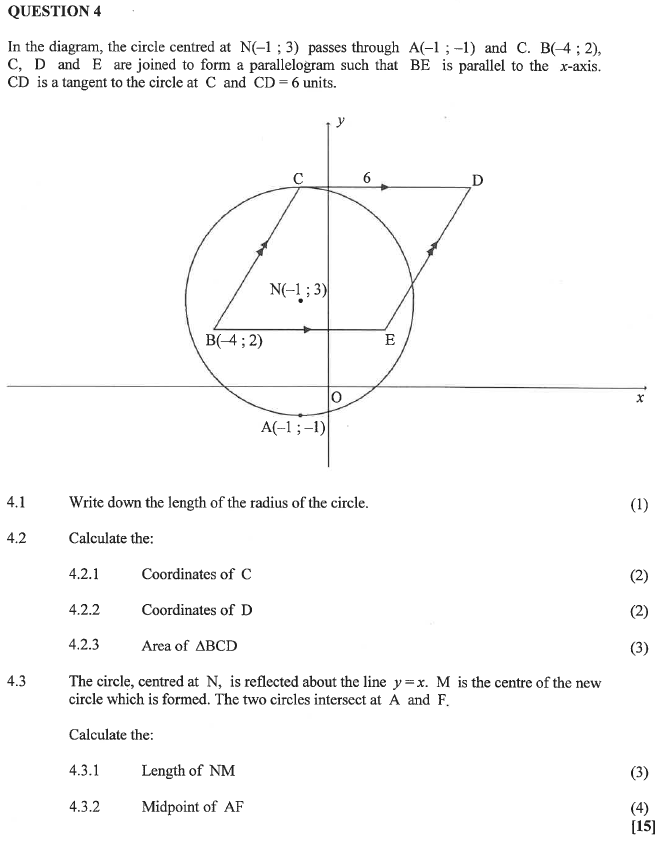 QUESTION 4
In the diagram, the circle centred at N(–1 ; 3) passes through A(–1 ; –1) and C. B(–4 ; 2),
C, D and E are joined to form a parallelogram such that BE is parallel to the x-axis.
CD is a tangent to the circle at C and CD = 6 units.
y
C
6
D
N(–1 ; 3)
B(–4 ; 2)
E
O
x
A(–1 ; –1)
4.1 Write down the length of the radius of the circle. (1)
4.2 Calculate the:
4.2.1 Coordinates of C (2)
4.2.2 Coordinates of D (2)
4.2.3 Area of ΔBCD (3)
4.3 The circle, centred at N, is reflected about the line y = x. M is the centre of the new
circle which is formed. The two circles intersect at A and F.
Calculate the:
4.3.1 Length of NM (3)
4.3.2 Midpoint of AF (4)
[15]